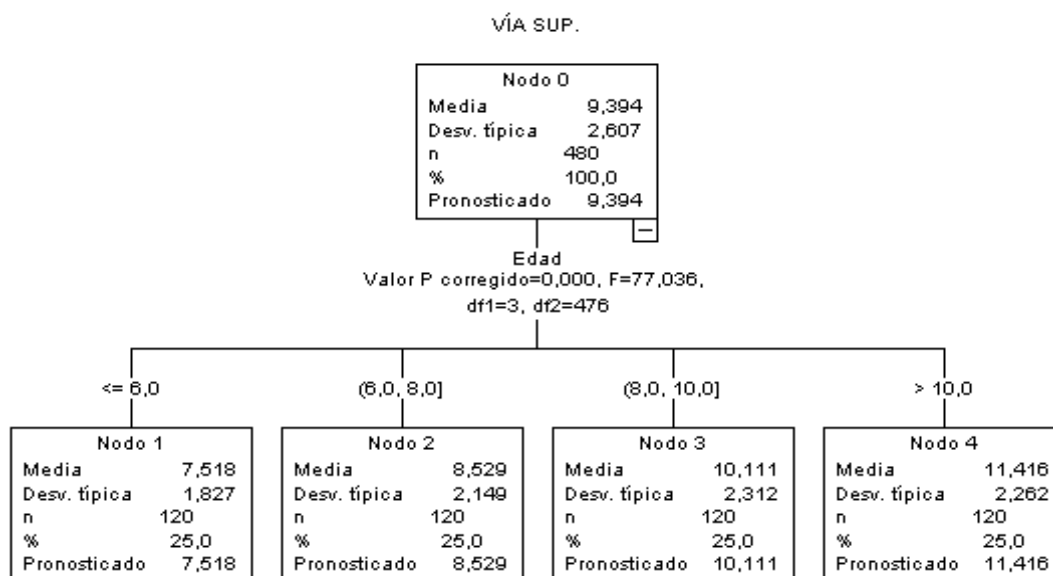 VÍA SUP.
Nodo 0
Media 9,394
Desv. típica 2,607
n 480
% 100,0
Pronosticado 9,394
Edad
Valor P corregido=0,000, F=77,036,
df1=3, df2=476
<= 6,0 (6,0, 8,0] (8,0, 10,0] > 10,0
Nodo 1
Media 7,518
Desv. típica 1,827
n 120
% 25,0
Pronosticado 7,518
Nodo 2
Media 8,529
Desv. típica 2,149
n 120
% 25,0
Pronosticado 8,529
Nodo 3
Media 10,111
Desv. típica 2,312
n 120
% 25,0
Pronosticado 10,111
Nodo 4
Media 11,416
Desv. típica 2,262
n 120
% 25,0
Pronosticado 11,416